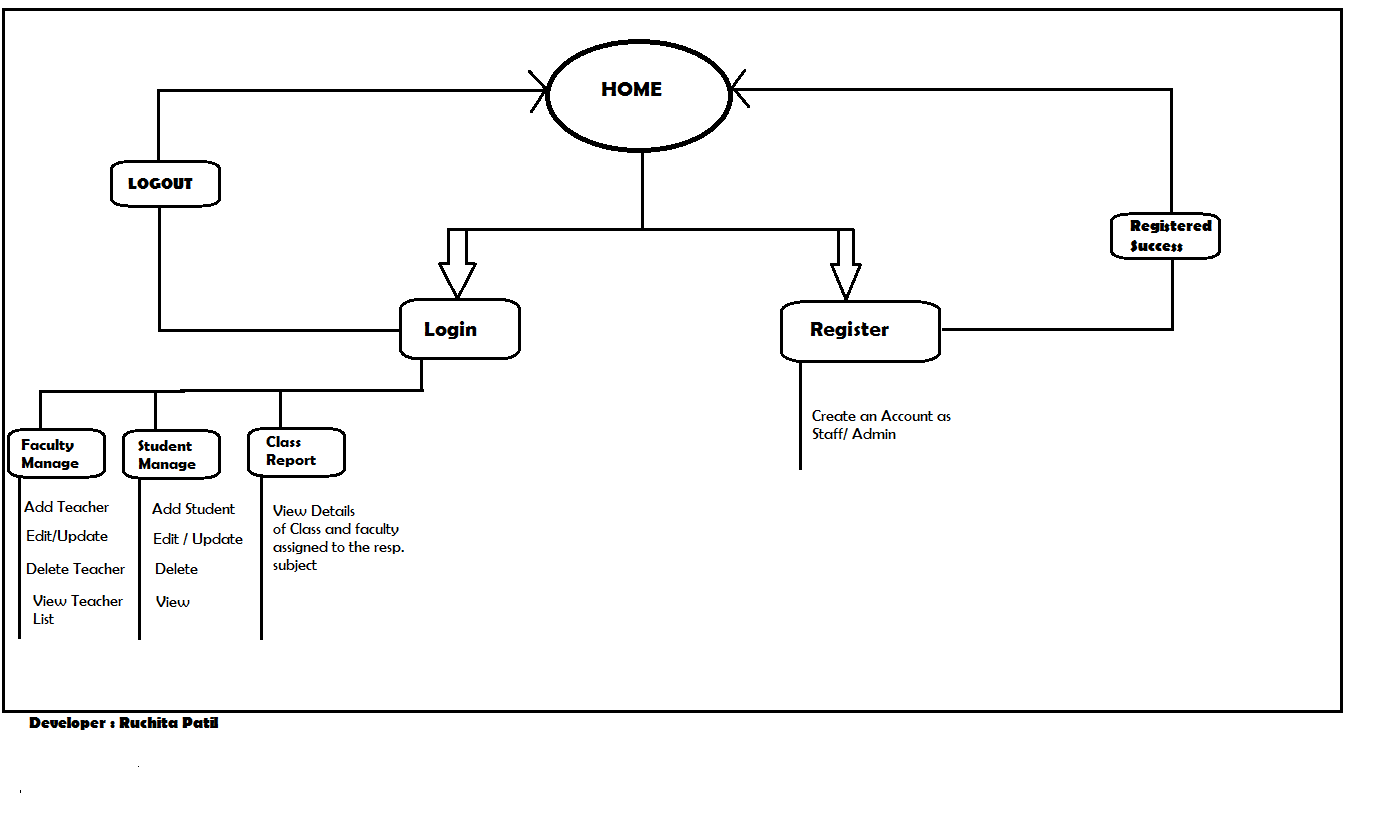 HOME
LOGOUT
Registered
Success
Login
Register
Create an Account as
Staff/ Admin
Faculty
Manage
Student
Manage
Class
Report
Add Teacher
Edit/Update
Delete Teacher
View Teacher
List
Add Student
Edit / Update
Delete
View
View Details
of Class and faculty
assigned to the resp.
subject
Developer : Ruchita Patil